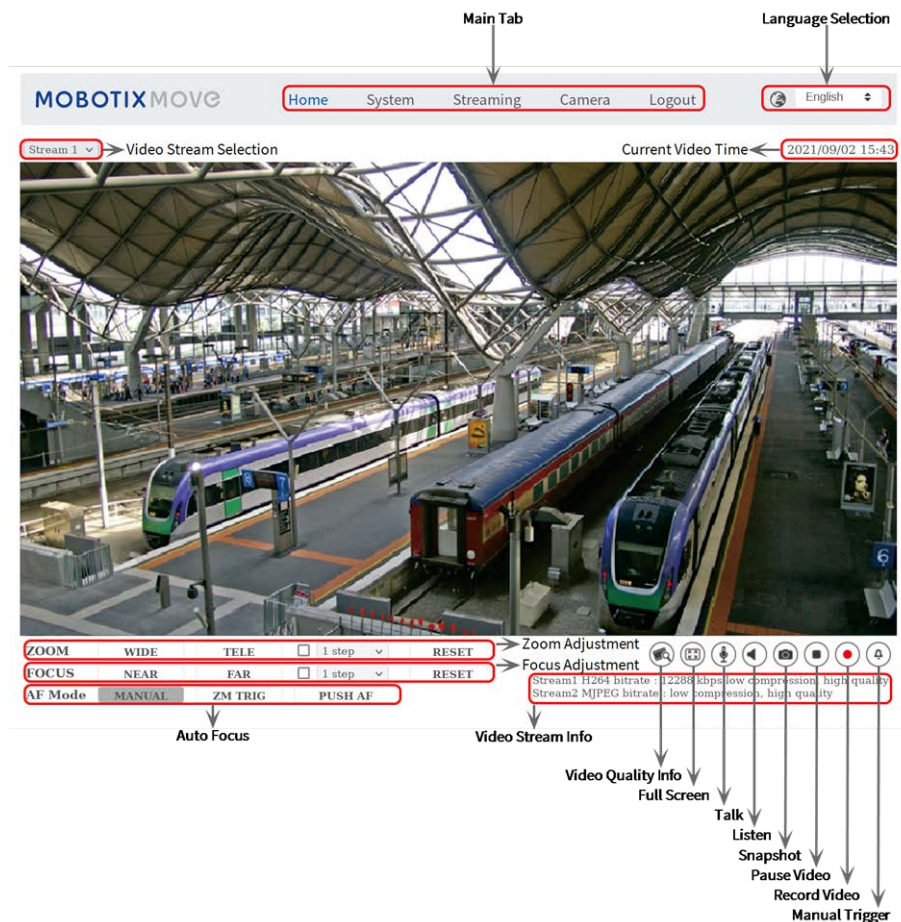 Main Tab
Language Selection
MOBOTIX MOVE
Home System Streaming Camera Logout
English
Stream 1
Video Stream Selection
Current Video Time
2021/09/02 15:43
8
7
6
ZOOM WIDE TELE 1 step RESET
Zoom Adjustment
FOCUS NEAR FAR 1 step RESET
Focus Adjustment
AF Mode MANUAL ZM TRIG PUSH AF
Stream1 H264 bitrate : 12288 kbps low compression, high quality
Stream2 MJPEG bitrate : low compression, high quality
Auto Focus
Video Stream Info
Video Quality Info
Full Screen
Talk
Listen
Snapshot
Pause Video
Record Video
Manual Trigger